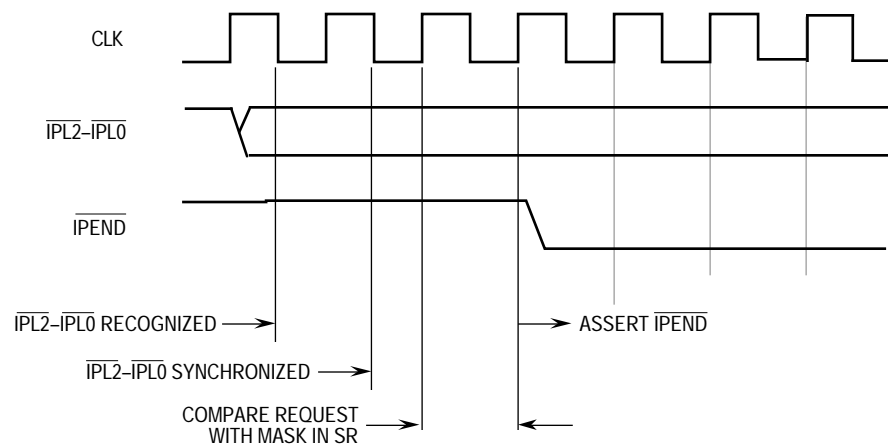 CLK
IPL2–IPL0
IPEND
IPL2–IPL0 RECOGNIZED
ASSERT IPEND
IPL2–IPL0 SYNCHRONIZED
COMPARE REQUEST
WITH MASK IN SR